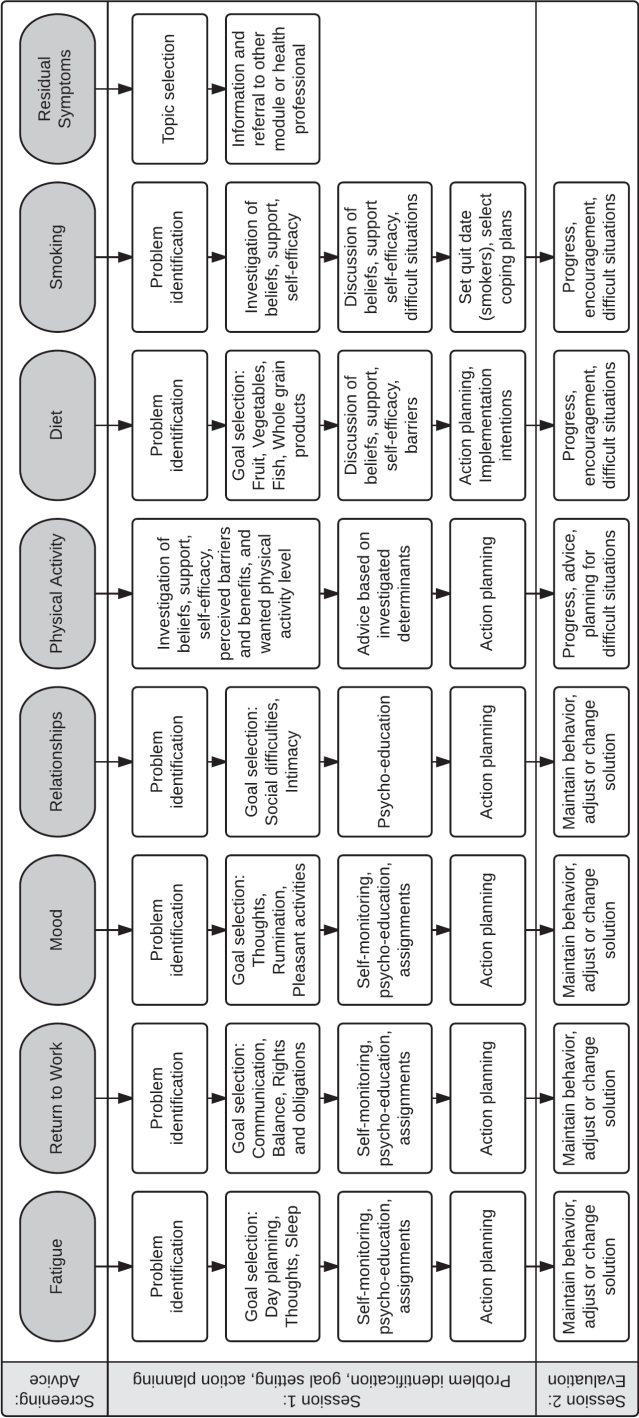 Screening:
Advice
Fatigue
Return to Work
Mood
Relationships
Physical Activity
Diet
Smoking
Residual
Symptoms
Session 1:
Problem identification, goal setting, action planning
Problem
identification
Problem
identification
Problem
identification
Problem
identification
Investigation of
beliefs, support,
self-efficacy,
perceived barriers
and benefits, and
wanted physical
activity level
Problem
identification
Problem
identification
Topic selection
Goal selection:
Day planning,
Thoughts, Sleep
Goal selection:
Communication,
Balance, Rights
and obligations
Goal selection:
Thoughts,
Rumination,
Pleasant activities
Goal selection:
Social difficulties,
Intimacy
Goal selection:
Fruit, Vegetables,
Fish, Whole grain
products
Investigation of
beliefs, support,
self-efficacy
Information and
referral to other
module or health
professional
Self-monitoring,
psycho-education,
assignments
Self-monitoring,
psycho-education,
assignments
Self-monitoring,
psycho-education,
assignments
Psycho-education
Advice based on
investigated
determinants
Discussion of
beliefs, support,
self-efficacy,
barriers
Discussion of
beliefs, support
self-efficacy,
difficult situations
Action planning
Action planning
Action planning
Action planning
Action planning
Action planning,
Implementation
intentions
Set quit date
(smokers), select
coping plans
Session 2:
Evaluation
Maintain behavior,
adjust or change
solution
Maintain behavior,
adjust or change
solution
Maintain behavior,
adjust or change
solution
Maintain behavior,
adjust or change
solution
Progress, advice,
planning for
difficult situations
Progress,
encouragement,
difficult situations
Progress,
encouragement,
difficult situations